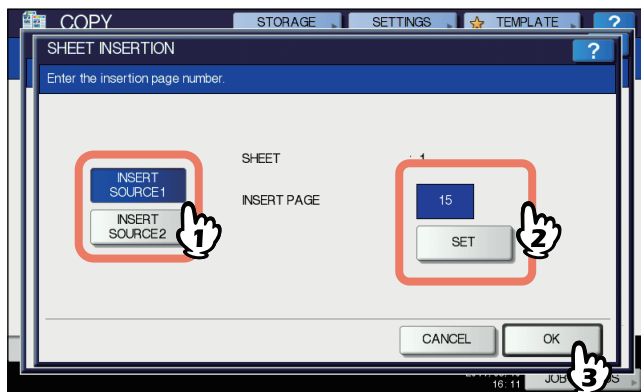 COPY
STORAGE
SETTINGS
TEMPLATE
?
SHEET INSERTION
?
Enter the insertion page number.
SHEET
: 1
INSERT
SOURCE1
INSERT PAGE
15
INSERT
SOURCE2
1
SET
2
CANCEL
OK
3
16:11
JOB